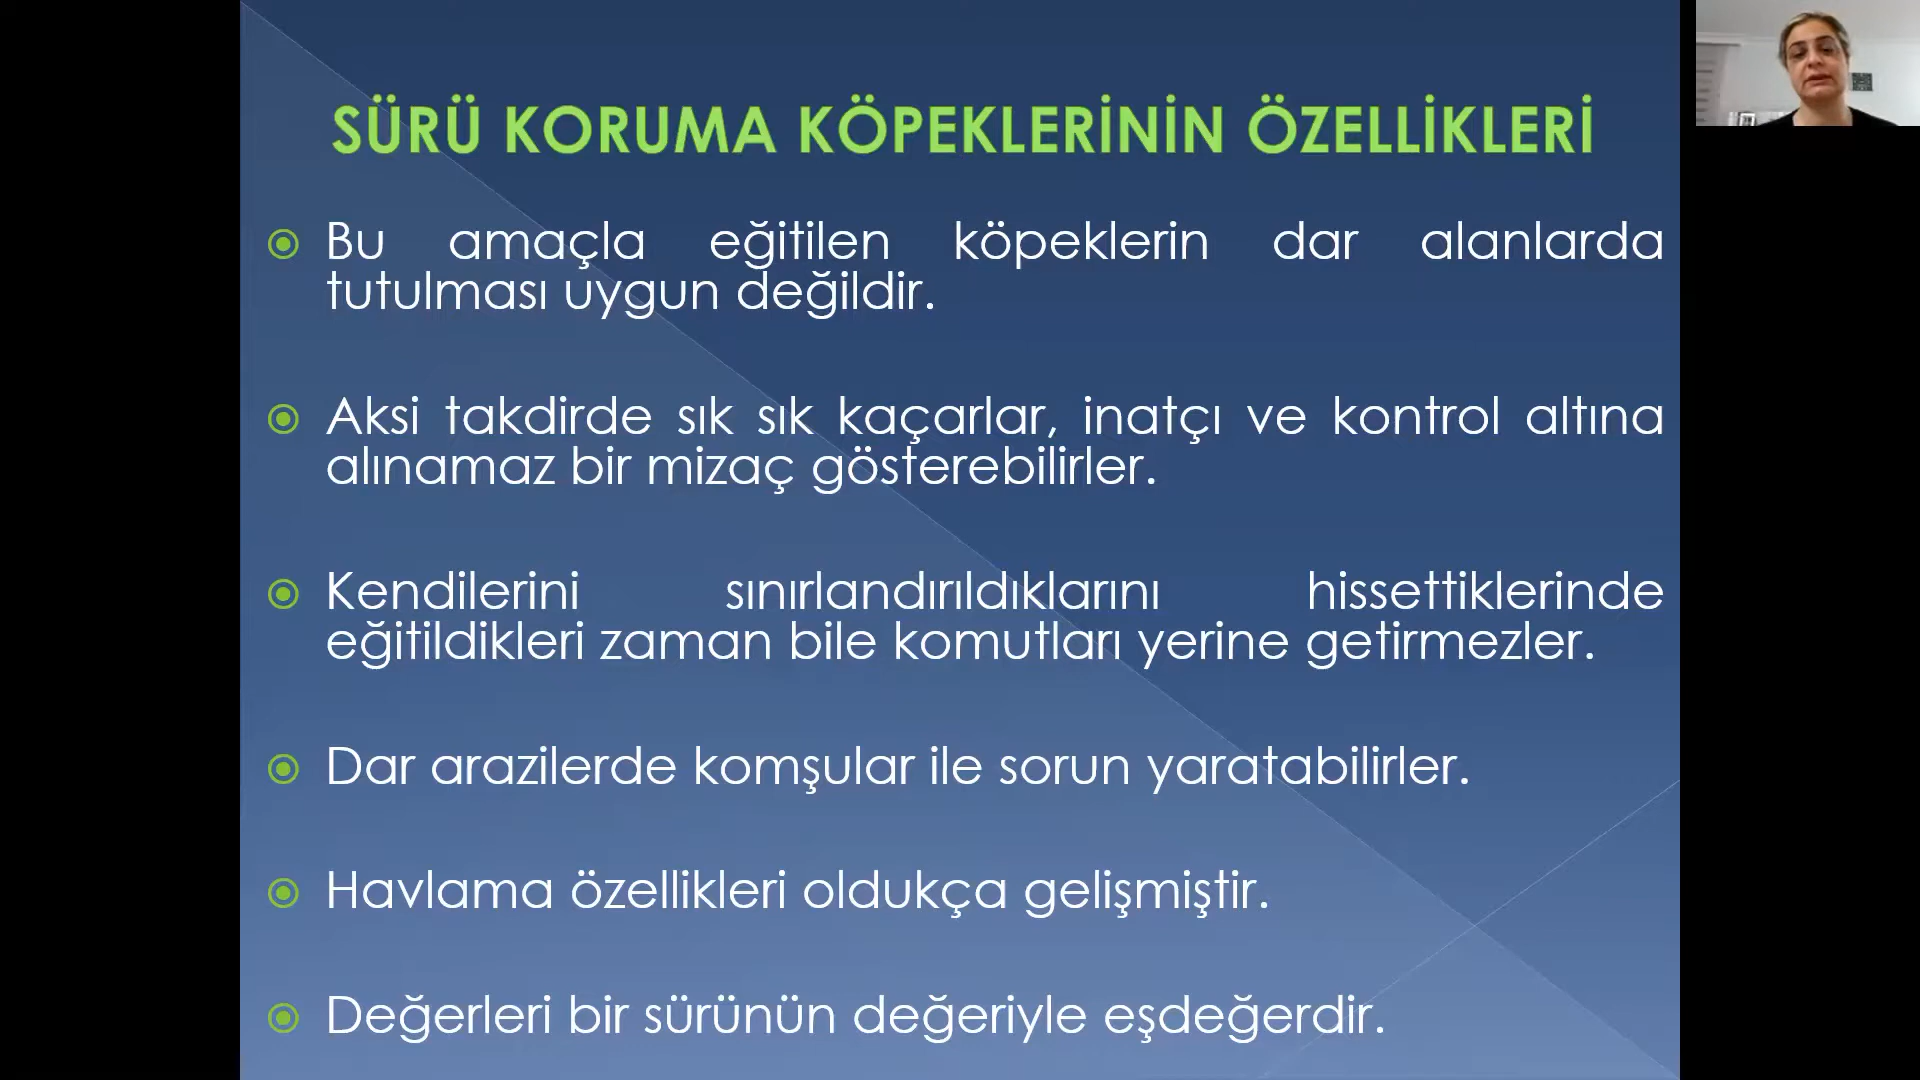 SÜRÜ KORUMA KÖPEKLERİNİN ÖZELLİKLERİ
Bu amaçla eğitilen köpeklerin dar alanlarda
tutulması uygun değildir.
Aksi takdirde sık sık kaçarlar, inatçı ve kontrol altına
alınamaz bir mizaç gösterebilirler.
Kendilerini sınırlandırıldıklarını hissettiklerinde
eğitildikleri zaman bile komutları yerine getirmezler.
Dar arazilerde komşular ile sorun yaratabilirler.
Havlama özellikleri oldukça gelişmiştir.
Değerleri bir sürünün değeriyle eşdeğerdir.